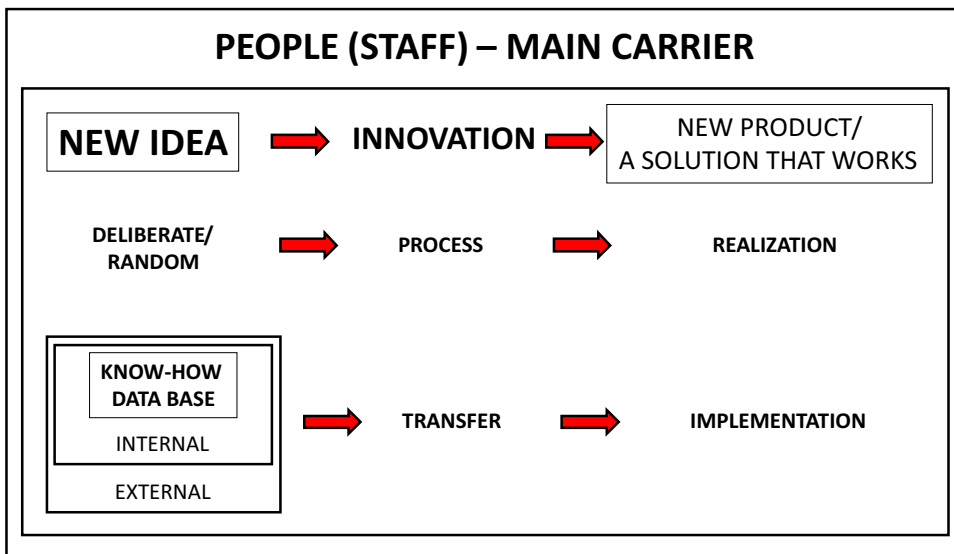 PEOPLE (STAFF) – MAIN CARRIER
NEW IDEA
INNOVATION
NEW PRODUCT/
A SOLUTION THAT WORKS
DELIBERATE/
RANDOM
PROCESS
REALIZATION
KNOW-HOW
DATA BASE
INTERNAL
EXTERNAL
TRANSFER
IMPLEMENTATION